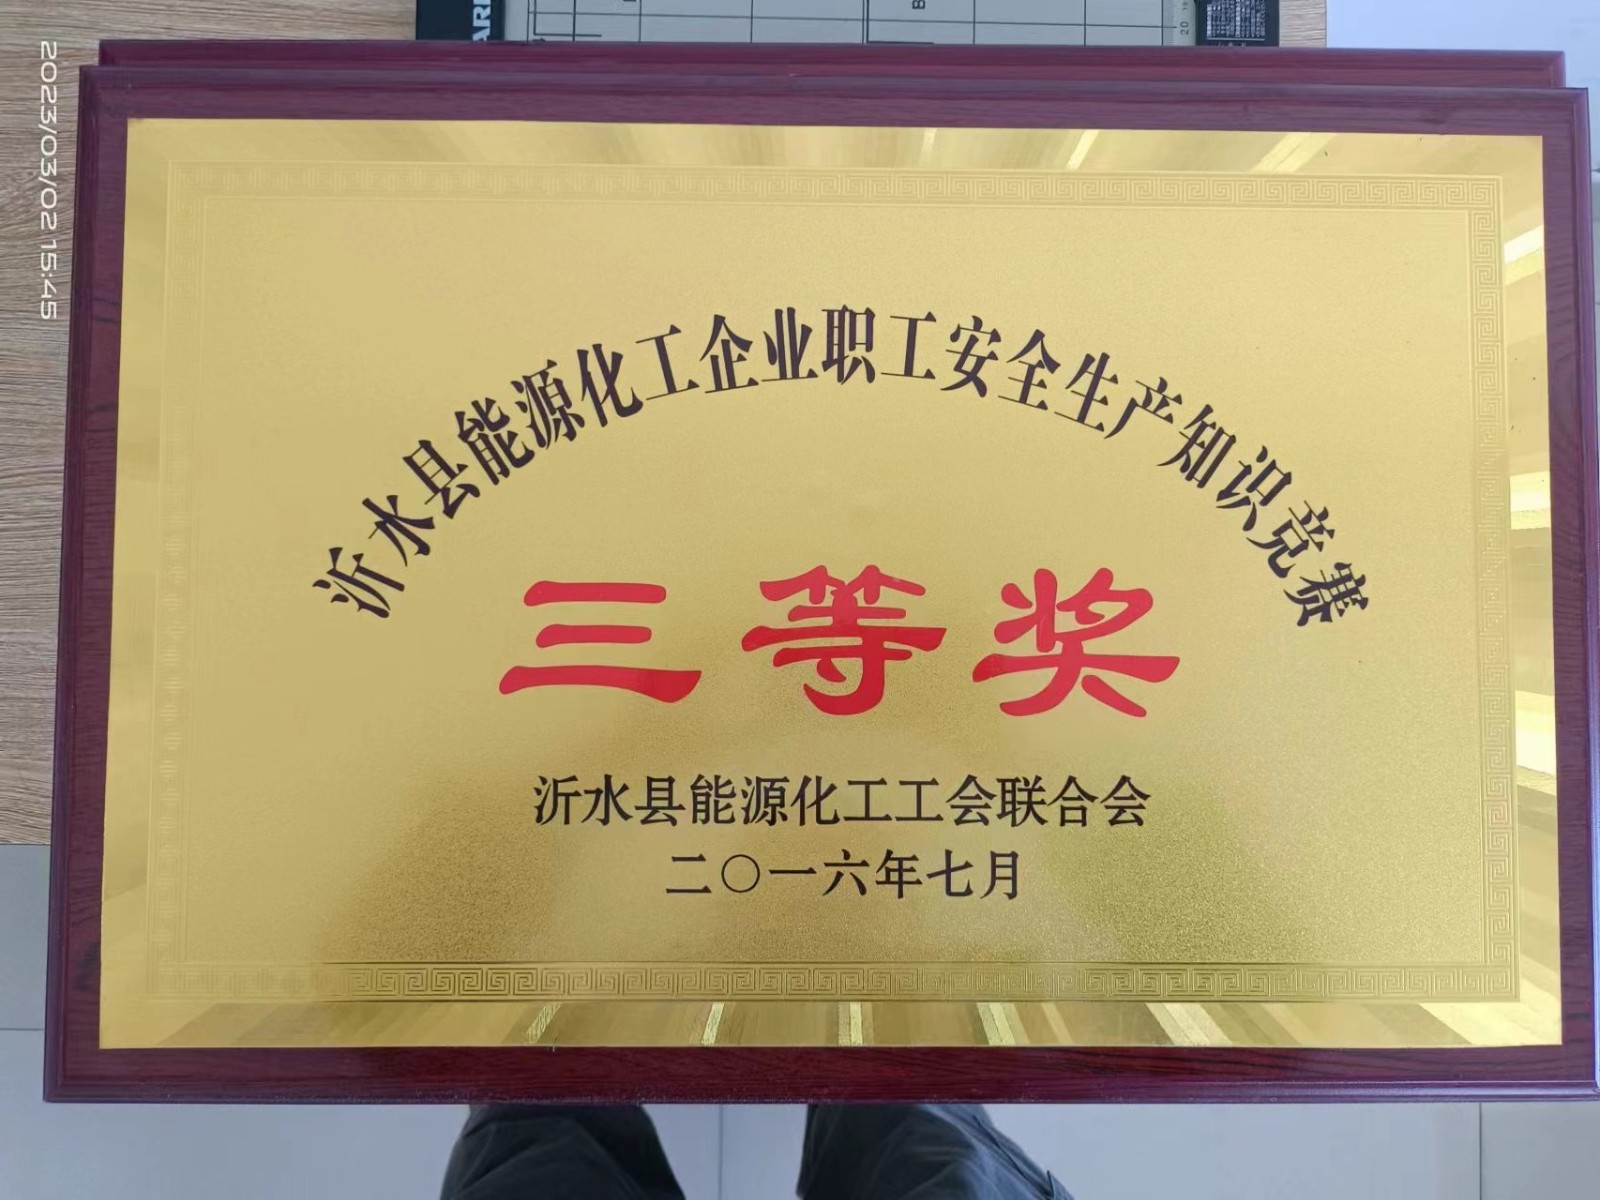 2023/03/02 15:45
沂水县能源化工企业职工安全生产知识竞赛
三等奖
沂水县能源化工工会联合会
二〇一六年七月